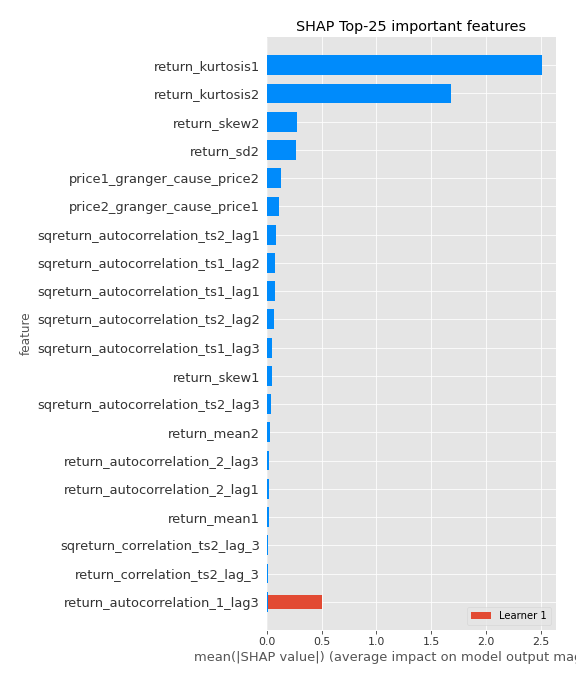 SHAP Top-25 important features
return_kurtosis1
return_kurtosis2
return_skew2
return_sd2
price1_granger_cause_price2
price2_granger_cause_price1
sqreturn_autocorrelation_ts2_lag1
sqreturn_autocorrelation_ts1_lag2
sqreturn_autocorrelation_ts1_lag1
sqreturn_autocorrelation_ts2_lag2
sqreturn_autocorrelation_ts1_lag3
return_skew1
sqreturn_autocorrelation_ts2_lag3
return_mean2
return_autocorrelation_2_lag3
return_autocorrelation_2_lag1
return_mean1
sqreturn_correlation_ts2_lag_3
return_correlation_ts2_lag_3
return_autocorrelation_1_lag3
feature
Learner 1
0.0 0.5 1.0 1.5 2.0 2.5
mean(|SHAP value|) (average impact on model output mag